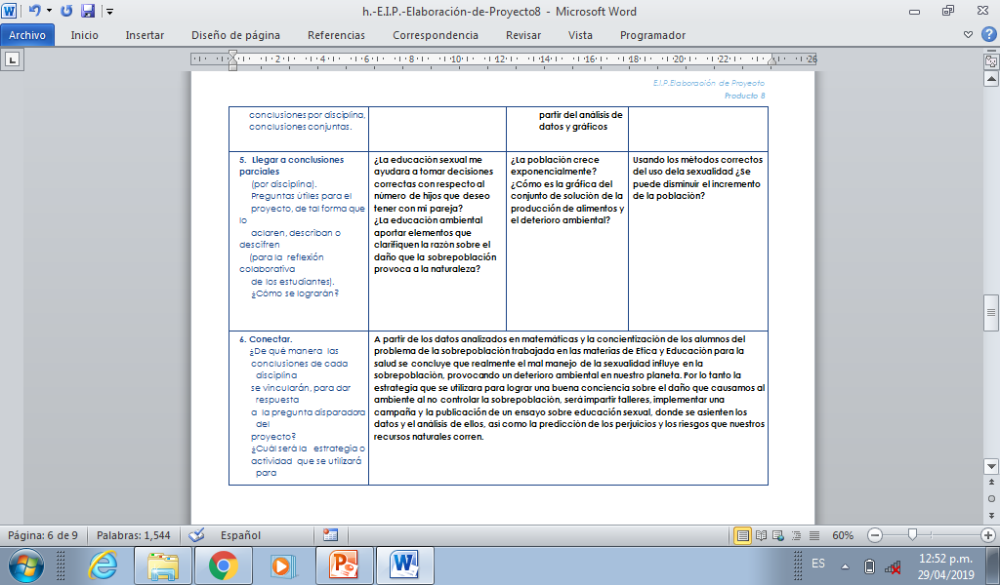 h.-E.I.P.-Elaboración-de-Proyecto8 - Microsoft Word
Archivo Inicio Insertar Diseño de página Referencias Correspondencia Revisar Vista Programador
2 4 6 8 10 12 14 16 18 20 22 26
E.I.P.Elaboración de Proyecto
Producto 8
conclusiones por disciplina,
conclusiones conjuntas.
partir del análisis de
datos y gráficos
5. Llegar a conclusiones
parciales
(por disciplina).
Preguntas útiles para el
proyecto, de tal forma que
lo
aclaren, describan o
descifren
(para la reflexión
colaborativa
de los estudiantes).
¿Cómo se lograrán?
¿La educación sexual me
ayudara a tomar decisiones
correctas con respecto al
número de hijos que deseo
tener con mi pareja?
¿La educación ambiental
aportar elementos que
clarifiquen la razón sobre el
daño que la sobrepoblación
provoca a la naturaleza?
¿La población crece
exponencialmente?
¿Cómo es la gráfica del
conjunto de solución de la
producción de alimentos y
el deterioro ambiental?
Usando los métodos correctos
del uso dela sexualidad ¿Se
puede disminuir el incremento
de la población?
6. Conectar.
¿De qué manera las
conclusiones de cada
disciplina
se vincularán, para dar
respuesta
a la pregunta disparadora
del
proyecto?
¿Cuál será la estrategia o
actividad que se utilizará
para
A partir de los datos analizados en matemáticas y la concientización de los alumnos del
problema de la sobrepoblación trabajada en las materias de Etica y Educación para la
salud se concluye que realmente el mal manejo de la sexualidad influye en la
sobrepoblación, provocando un deterioro ambiental en nuestro planeta. Por lo tanto la
estrategia que se utilizara para lograr una buena conciencia sobre el daño que causamos al
ambiente al no controlar la sobrepoblación, será impartir talleres, implementar una
campaña y la publicación de un ensayo sobre educación sexual, donde se asienten los
datos y el análisis de ellos, asi como la predicción de los perjuicios y los riesgos que nuestros
recursos naturales corren.
Página: 6 de 9 Palabras: 1,544 Español 60%
ES
12:52 p.m.
29/04/2019